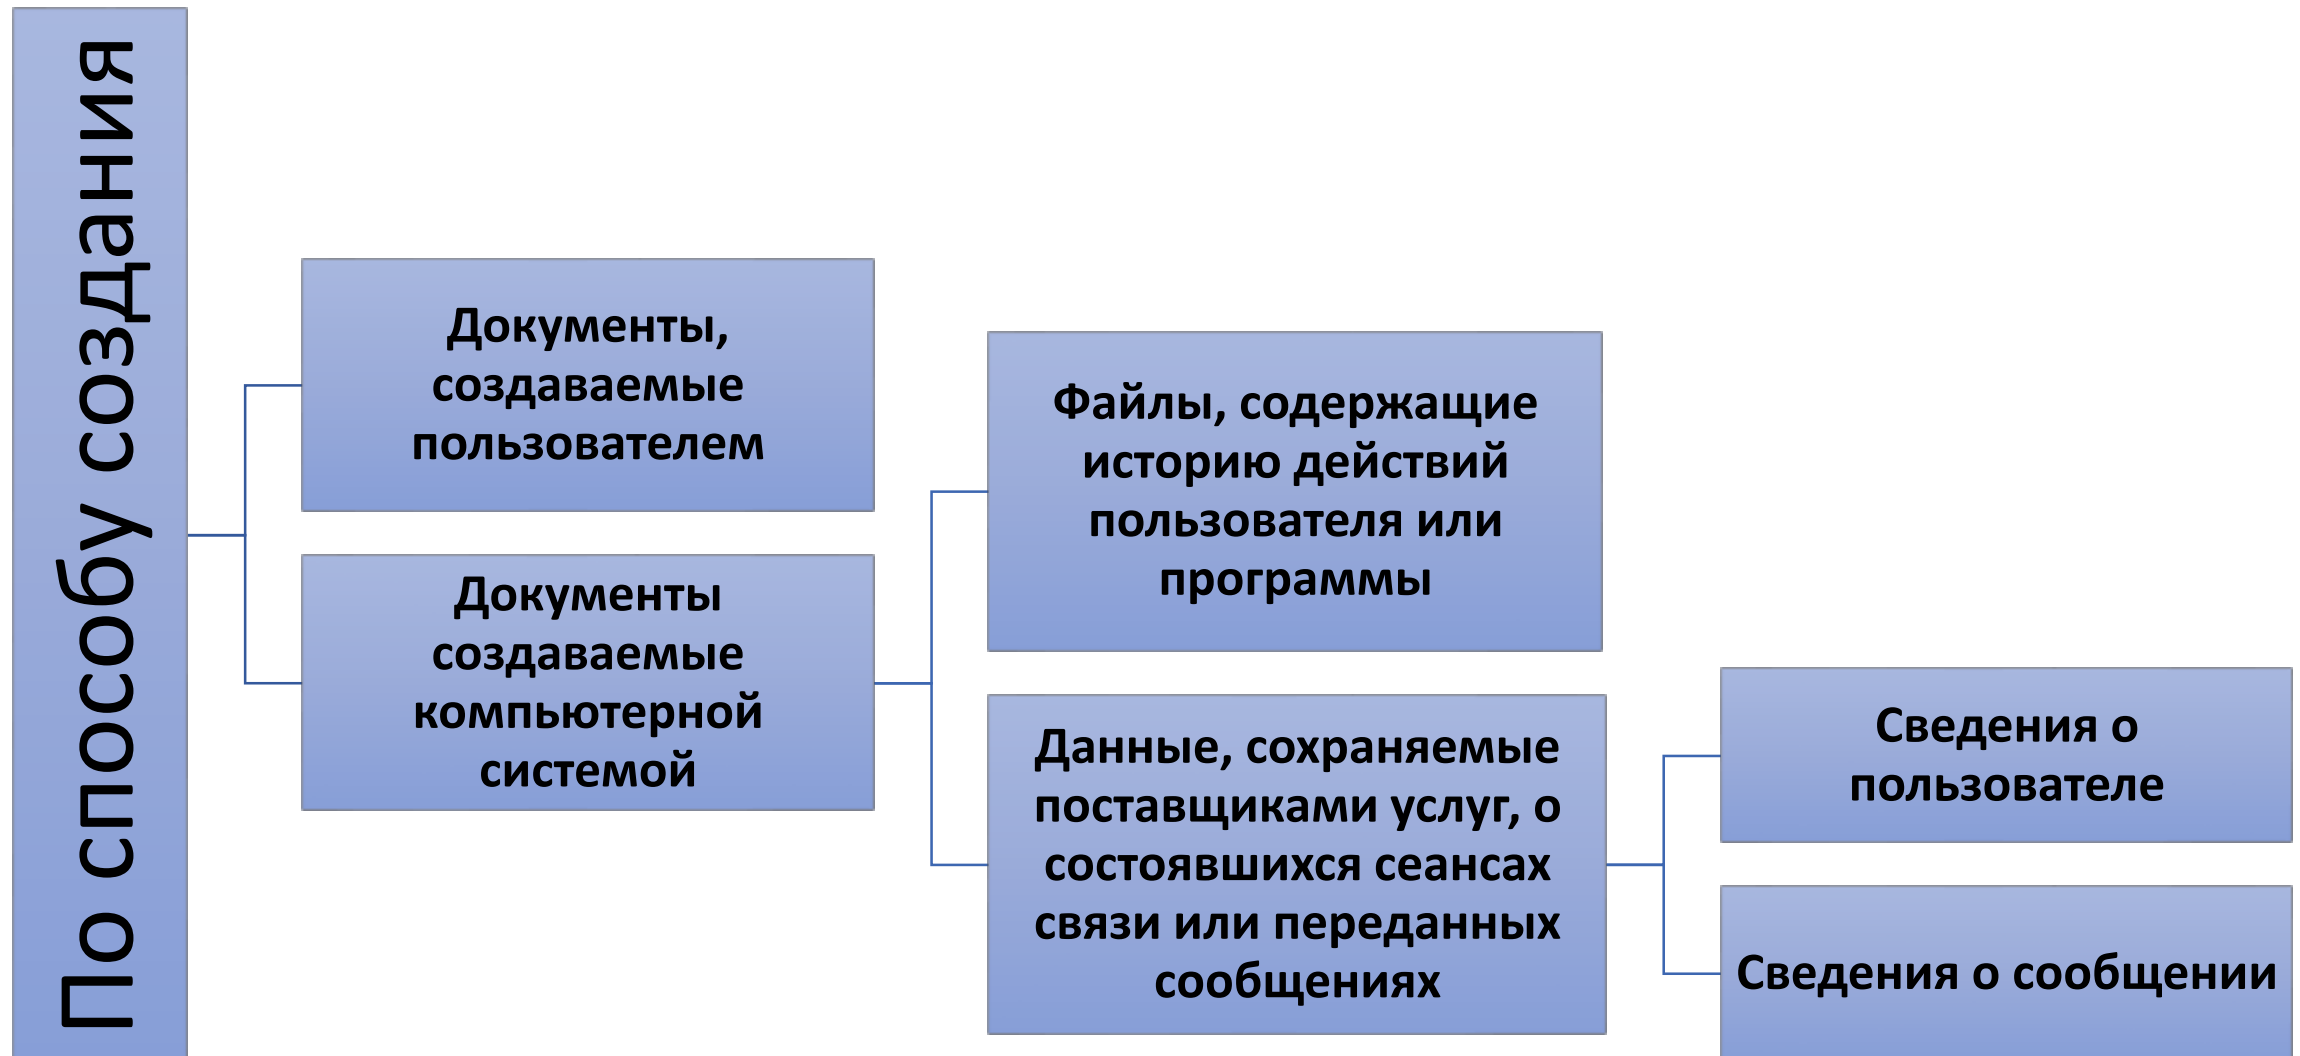 По способу создания
Документы,
создаваемые
пользователем
Документы
создаваемые
компьютерной
системой
Файлы, содержащие
историю действий
пользователя или
программы
Данные, сохраняемые
поставщиками услуг, о
состоявшихся сеансах
связи или переданных
сообщениях
Сведения о
пользователе
Сведения о сообщении